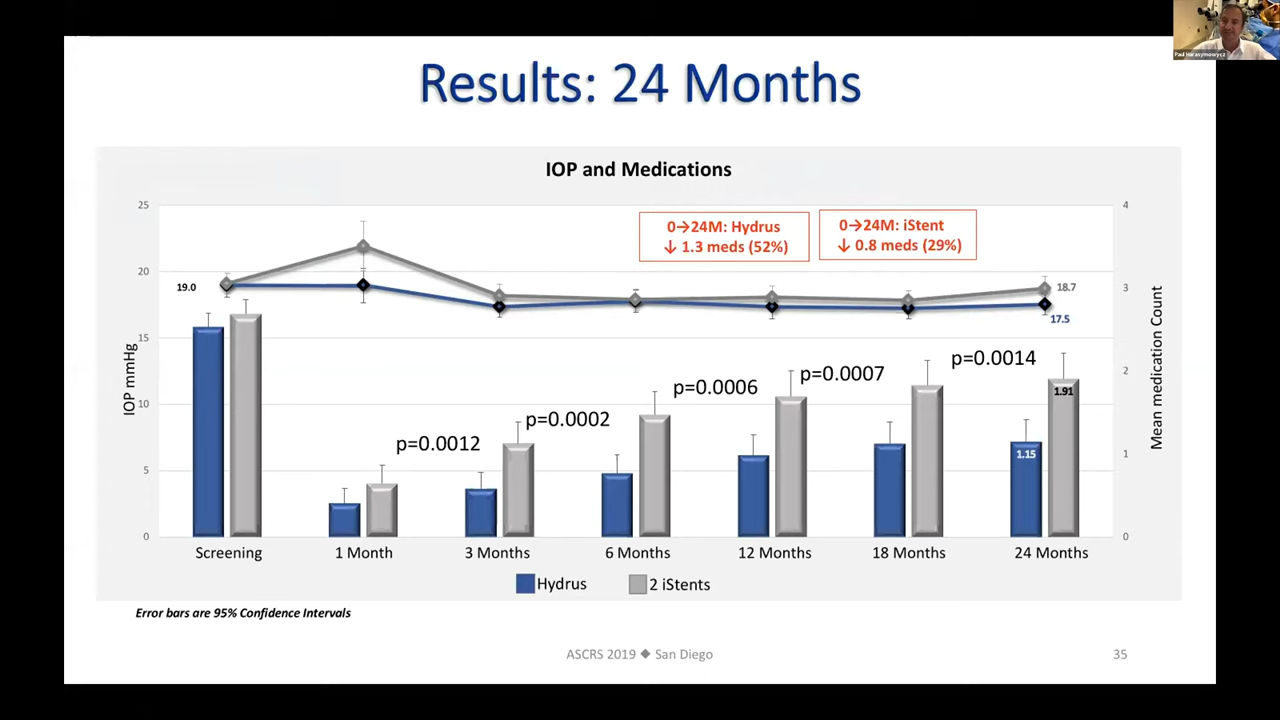 Paul Harasymowycz
Results: 24 Months
IOP and Medications
0→24M: Hydrus
↓ 1.3 meds (52%)
0→24M: iStent
↓ 0.8 meds (29%)
25
20
15
10
5
0
IOP mmHg
4
3
2
1
0
Mean medication Count
19.0
18.7
17.5
p=0.0012
p=0.0002
p=0.0006
p=0.0007
p=0.0014
1.15
1.91
Screening
1 Month
3 Months
6 Months
12 Months
18 Months
24 Months
Hydrus
2 iStents
Error bars are 95% Confidence Intervals
ASCRS 2019 ◆ San Diego
35